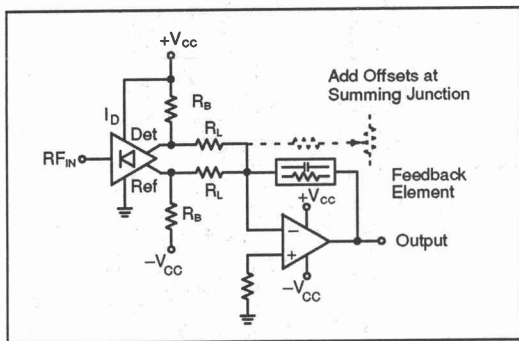 +VCC
Add Offsets at
Summing Junction
RB
ID
Det
RL
RFIN
Ref
RL
Feedback
Element
RB
+VCC
−VCC
−
+
Output
−VCC